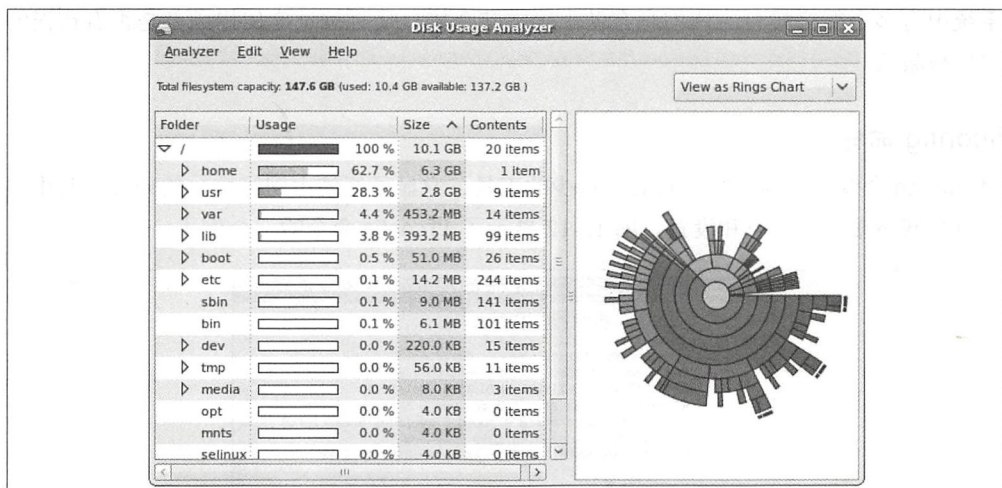 Disk Usage Analyzer
Analyzer Edit View Help
Total filesystem capacity: 147.6 GB (used: 10.4 GB available: 137.2 GB )
View as Rings Chart
Folder Usage Size Contents
/ 100 % 10.1 GB 20 items
home 62.7 % 6.3 GB 1 item
usr 28.3 % 2.8 GB 9 items
var 4.4 % 453.2 MB 14 items
lib 3.8 % 393.2 MB 99 items
boot 0.5 % 51.0 MB 26 items
etc 0.1 % 14.2 MB 244 items
sbin 0.1 % 9.0 MB 141 items
bin 0.1 % 6.1 MB 101 items
dev 0.0 % 220.0 KB 15 items
tmp 0.0 % 56.0 KB 11 items
media 0.0 % 8.0 KB 3 items
opt 0.0 % 4.0 KB 0 items
mnts 0.0 % 4.0 KB 0 items
selinux 0.0 % 4.0 KB 0 items